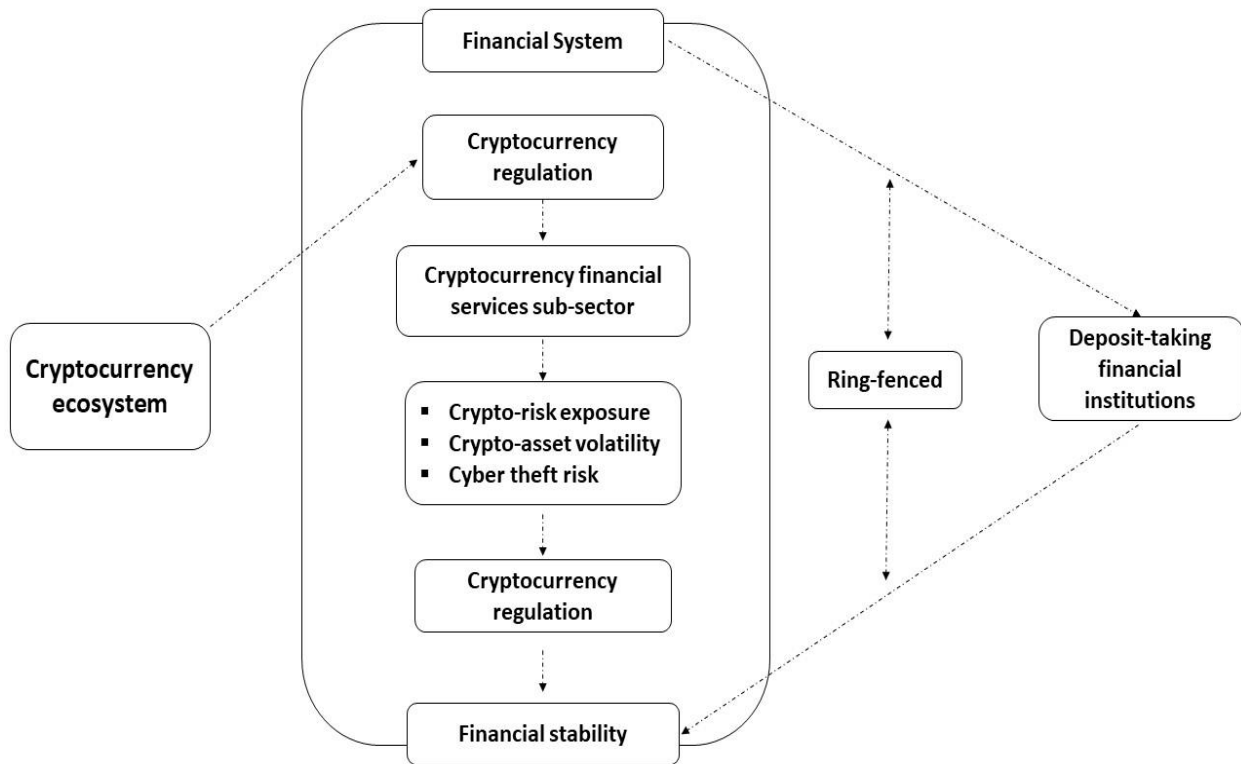 Financial System
Cryptocurrency
regulation
Cryptocurrency financial
services sub-sector
Cryptocurrency
ecosystem
▪ Crypto-risk exposure
▪ Crypto-asset volatility
▪ Cyber theft risk
Ring-fenced
Deposit-taking
financial
institutions
Cryptocurrency
regulation
Financial stability